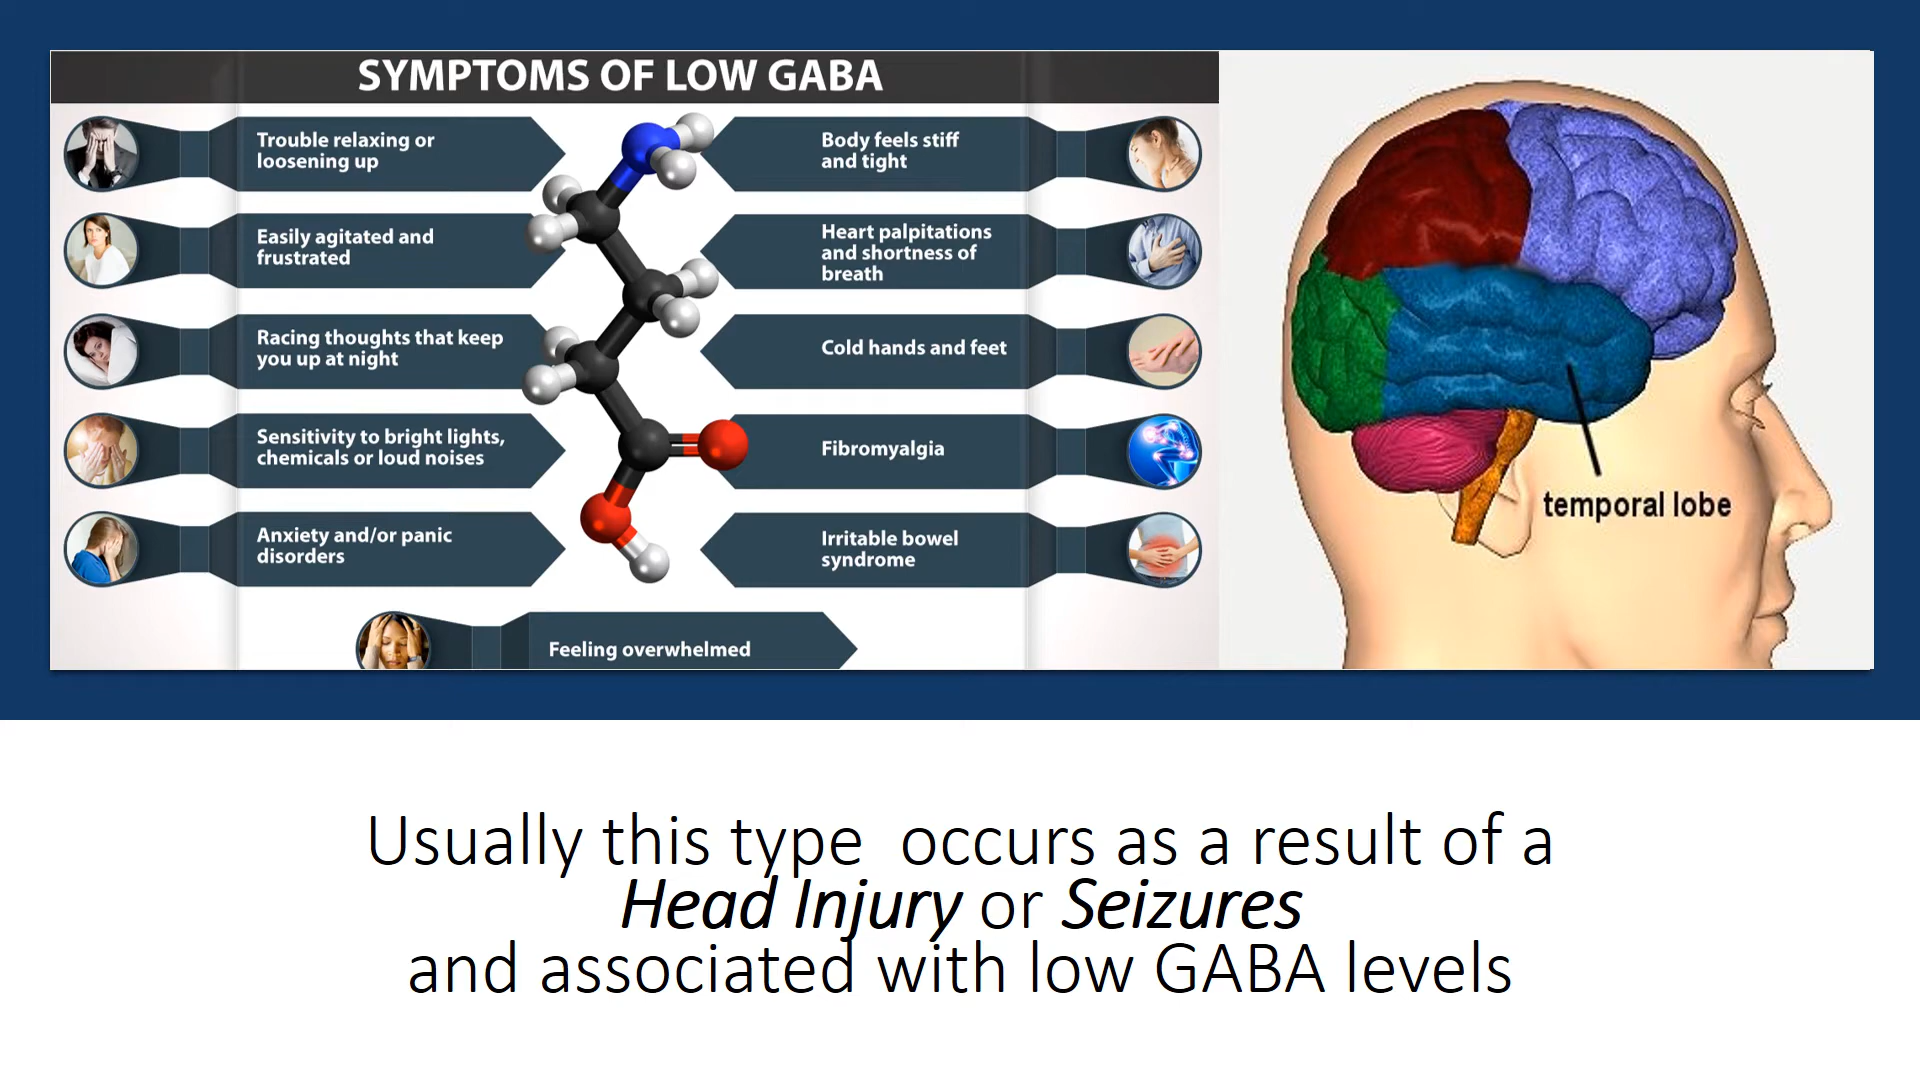 SYMPTOMS OF LOW GABA
Trouble relaxing or
loosening up
Easily agitated and
frustrated
Racing thoughts that keep
you up at night
Sensitivity to bright lights,
chemicals or loud noises
Anxiety and/or panic
disorders
Body feels stiff
and tight
Heart palpitations
and shortness of
breath
Cold hands and feet
Fibromyalgia
Irritable bowel
syndrome
Feeling overwhelmed
temporal lobe
Usually this type  occurs as a result of a
Head Injury or Seizures
and associated with low GABA levels